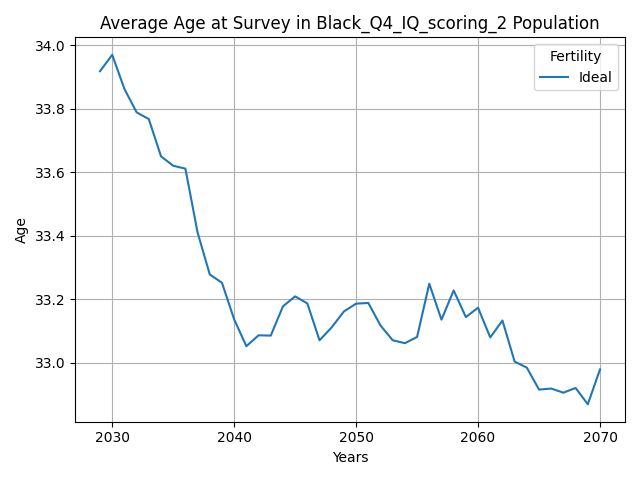 Average Age at Survey in Black_Q4_IQ_scoring_2 Population
Fertility
Ideal
34.0
33.8
33.6
33.4
33.2
33.0
Age
2030 2040 2050 2060 2070
Years